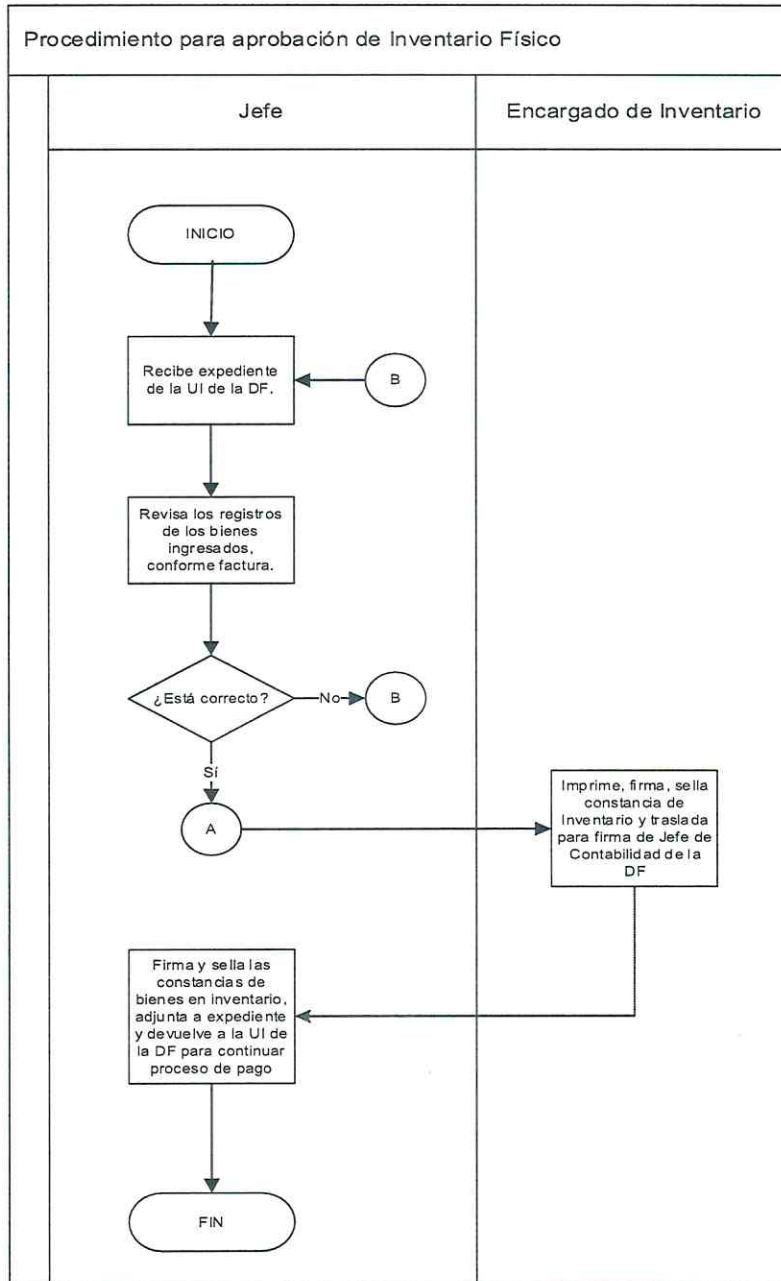 Procedimiento para aprobación de Inventario Físico
Jefe
Encargado de Inventario
INICIO
Recibe expediente
de la UI de la DF.
B
Revisa los registros
de los bienes
ingresados,
conforme factura.
¿Está correcto?
No
B
Sí
A
Imprime, firma, sella
constancia de
Inventario y traslada
para firma de Jefe de
Contabilidad de la
DF
Firma y sella las
constancias de
bienes en inventario,
adjunta a expediente
y devuelve a la UI de
la DF para continuar
proceso de pago
FIN